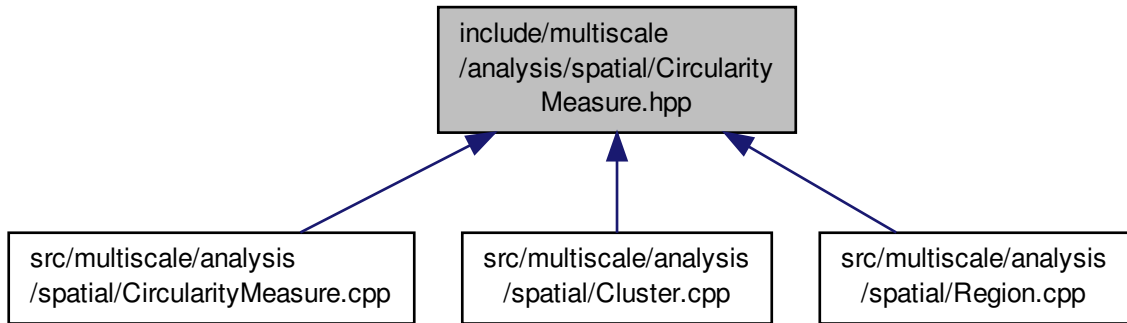 include/multiscale
/analysis/spatial/Circularity
Measure.hpp
src/multiscale/analysis
/spatial/CircularityMeasure.cpp
src/multiscale/analysis
/spatial/Cluster.cpp
src/multiscale/analysis
/spatial/Region.cpp